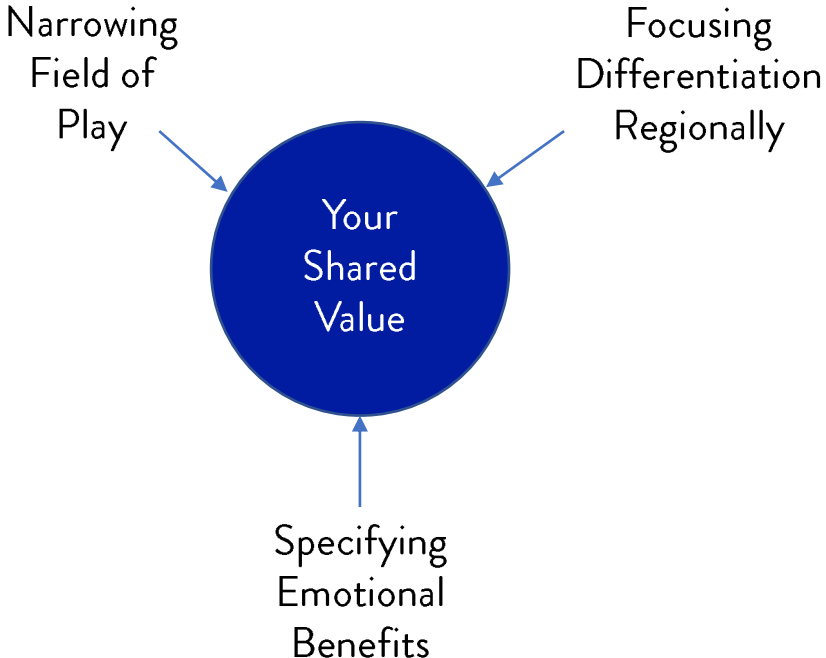 Narrowing
Field of
Play
Focusing
Differentiation
Regionally
Your
Shared
Value
Specifying
Emotional
Benefits